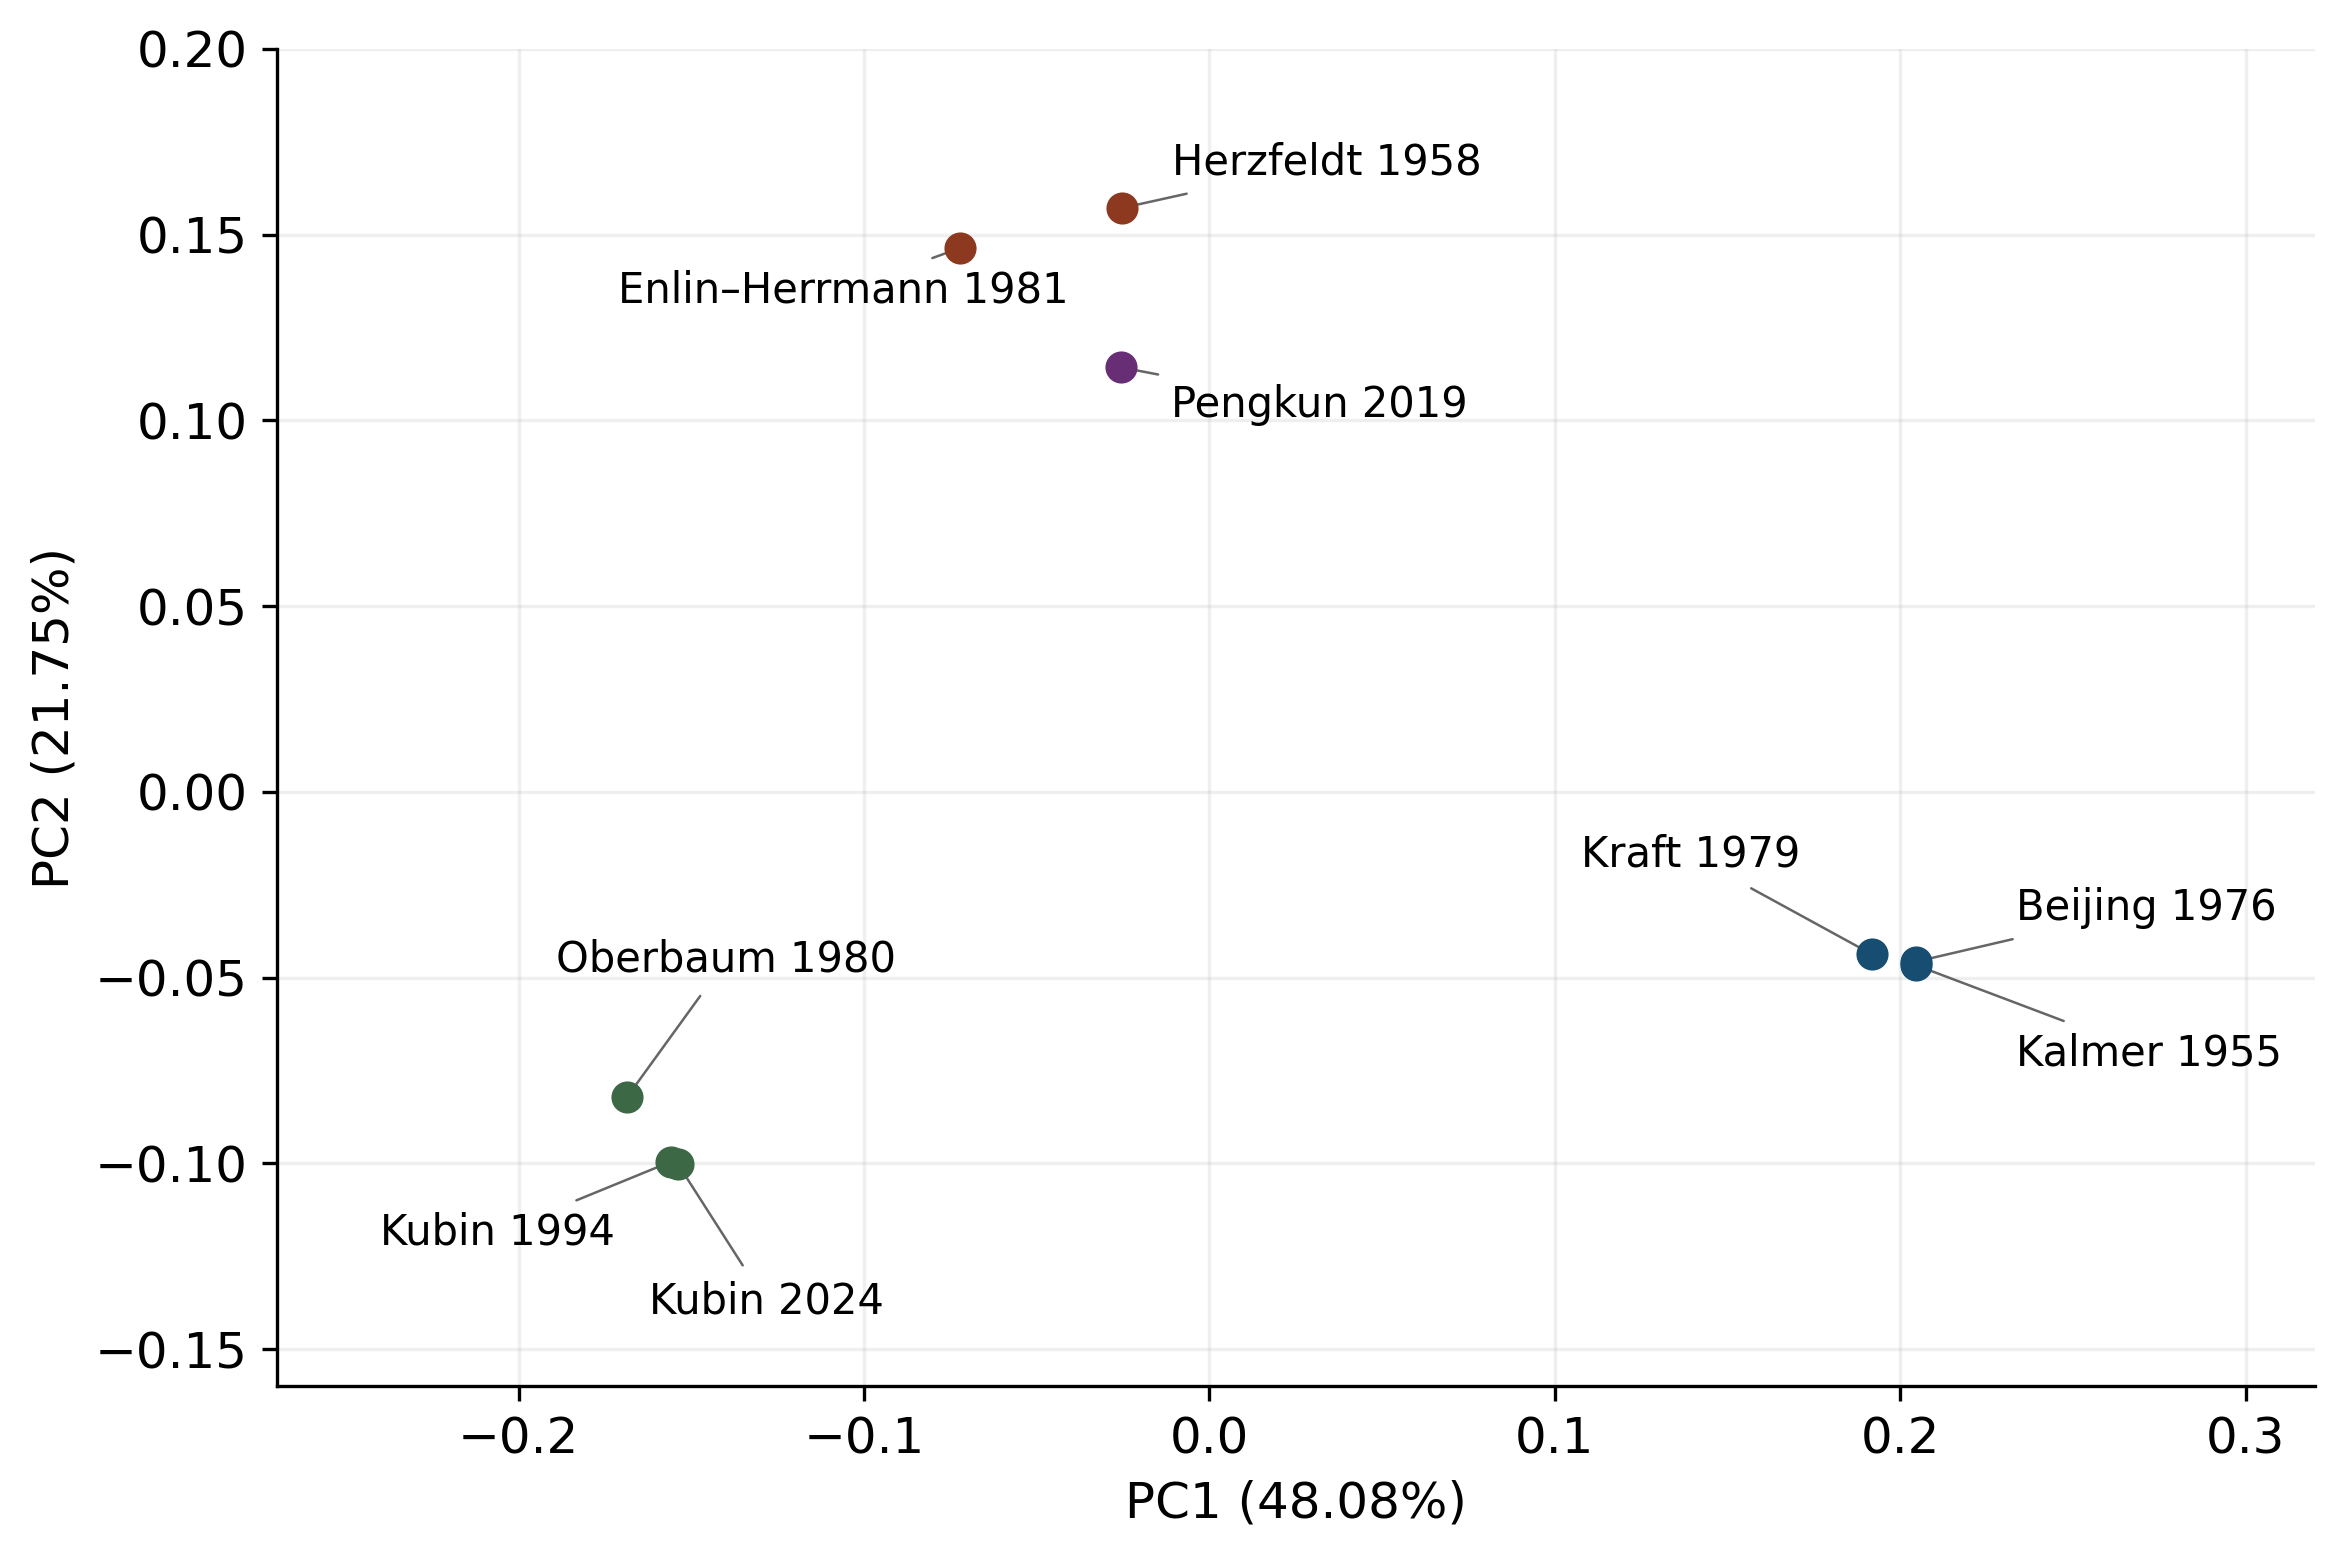 0.20
Herzfeldt 1958
0.15
Enlin–Herrmann 1981
Pengkun 2019
0.10
0.05
PC2 (21.75%)
0.00
Kraft 1979
Beijing 1976
Oberbaum 1980
−0.05
Kalmer 1955
−0.10
Kubin 1994
Kubin 2024
−0.15
−0.2 −0.1 0.0 0.1 0.2 0.3
PC1 (48.08%)